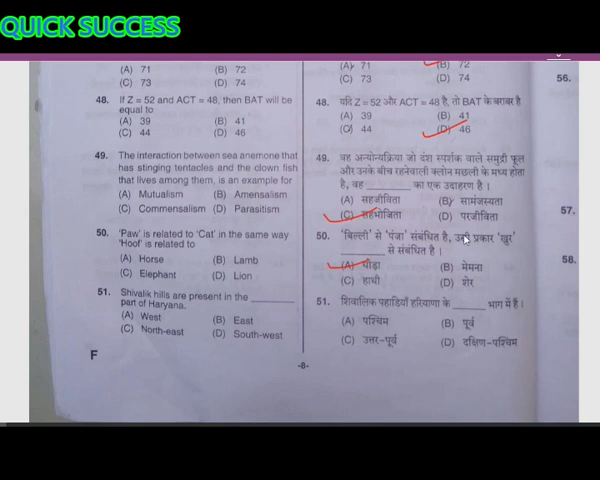 QUICK SUCCESS
(A) 71 (B) 72
(C) 73 (D) 74
48. If Z = 52 and ACT = 48, then BAT will be
equal to
(A) 39 (B) 41
(C) 44 (D) 46
49. The interaction between sea anemone that
has stinging tentacles and the clown fish
that lives among them, is an example for
(A) Mutualism (B) Amensalism
(C) Commensalism (D) Parasitism
50. 'Paw' is related to 'Cat' in the same way
'Hoof' is related to
(A) Horse (B) Lamb
(C) Elephant (D) Lion
51. Shivalik hills are present in the ________
part of Haryana.
(A) West (B) East
(C) North-east (D) South-west
F
-8-
(A) 71 (B) 72
(C) 73 (D) 74
48. यदि Z = 52 और ACT = 48 है, तो BAT के बराबर है
(A) 39 (B) 41
(C) 44 (D) 46
49. वह अन्योन्यक्रिया जो दंश स्पर्शक वाले समुद्री फूल
और उनके बीच रहनेवाली क्लोन मछली के मध्य होता
है, वह ________ का एक उदाहरण है ।
(A) सहजीविता (B) सामंजस्यता
(C) सहभोजिता (D) परजीविता
50. 'बिल्ली' से 'पंजा' संबंधित है, उसी प्रकार 'खुर'
________ से संबंधित है ।
(A) घोड़ा (B) मेमना
(C) हाथी (D) शेर
51. शिवालिक पहाड़ियाँ हरियाणा के ______ भाग में हैं ।
(A) पश्चिम (B) पूर्व
(C) उत्तर-पूर्व (D) दक्षिण-पश्चिम
56.
57.
58.